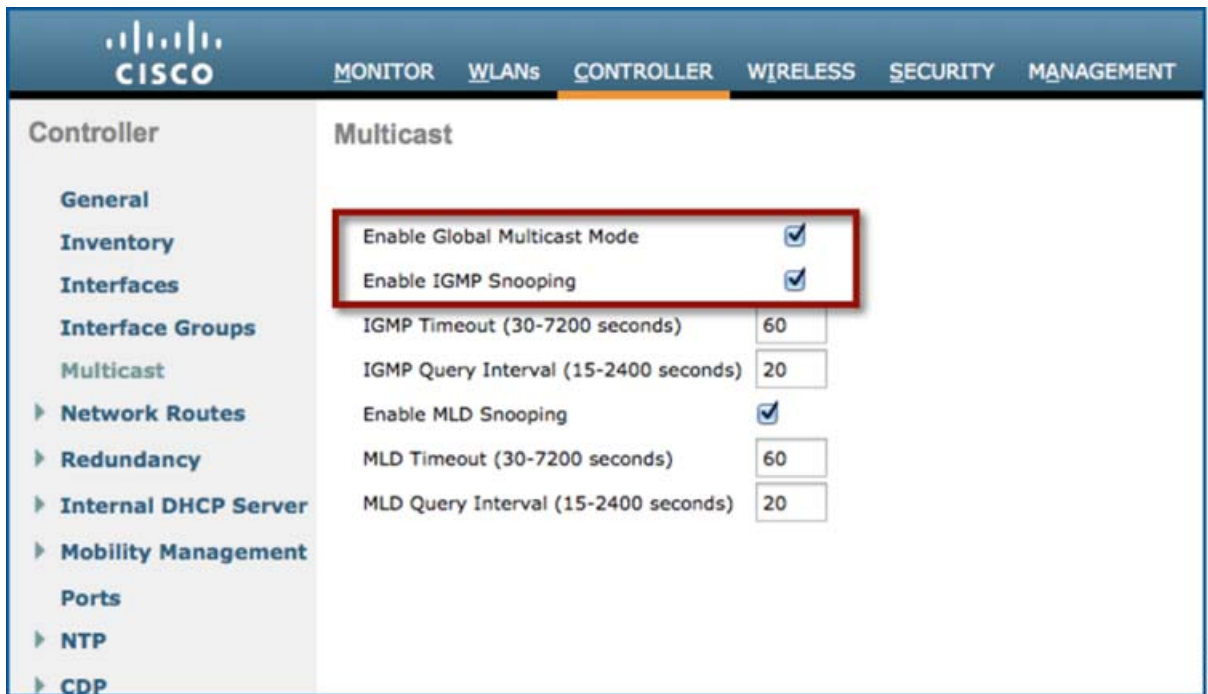 CISCO
MONITOR WLANs CONTROLLER WIRELESS SECURITY MANAGEMENT
Controller
General
Inventory
Interfaces
Interface Groups
Multicast
Network Routes
Redundancy
Internal DHCP Server
Mobility Management
Ports
NTP
CDP
Multicast
Enable Global Multicast Mode
Enable IGMP Snooping
IGMP Timeout (30-7200 seconds) 60
IGMP Query Interval (15-2400 seconds) 20
Enable MLD Snooping
MLD Timeout (30-7200 seconds) 60
MLD Query Interval (15-2400 seconds) 20